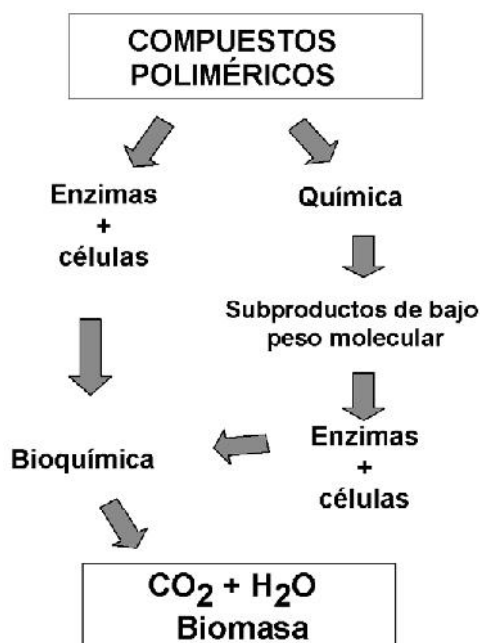 COMPUESTOS
POLIMÉRICOS
Enzimas
+
células
Química
Subproductos de bajo
peso molecular
Enzimas
+
células
Bioquímica
CO₂ + H₂O
Biomasa